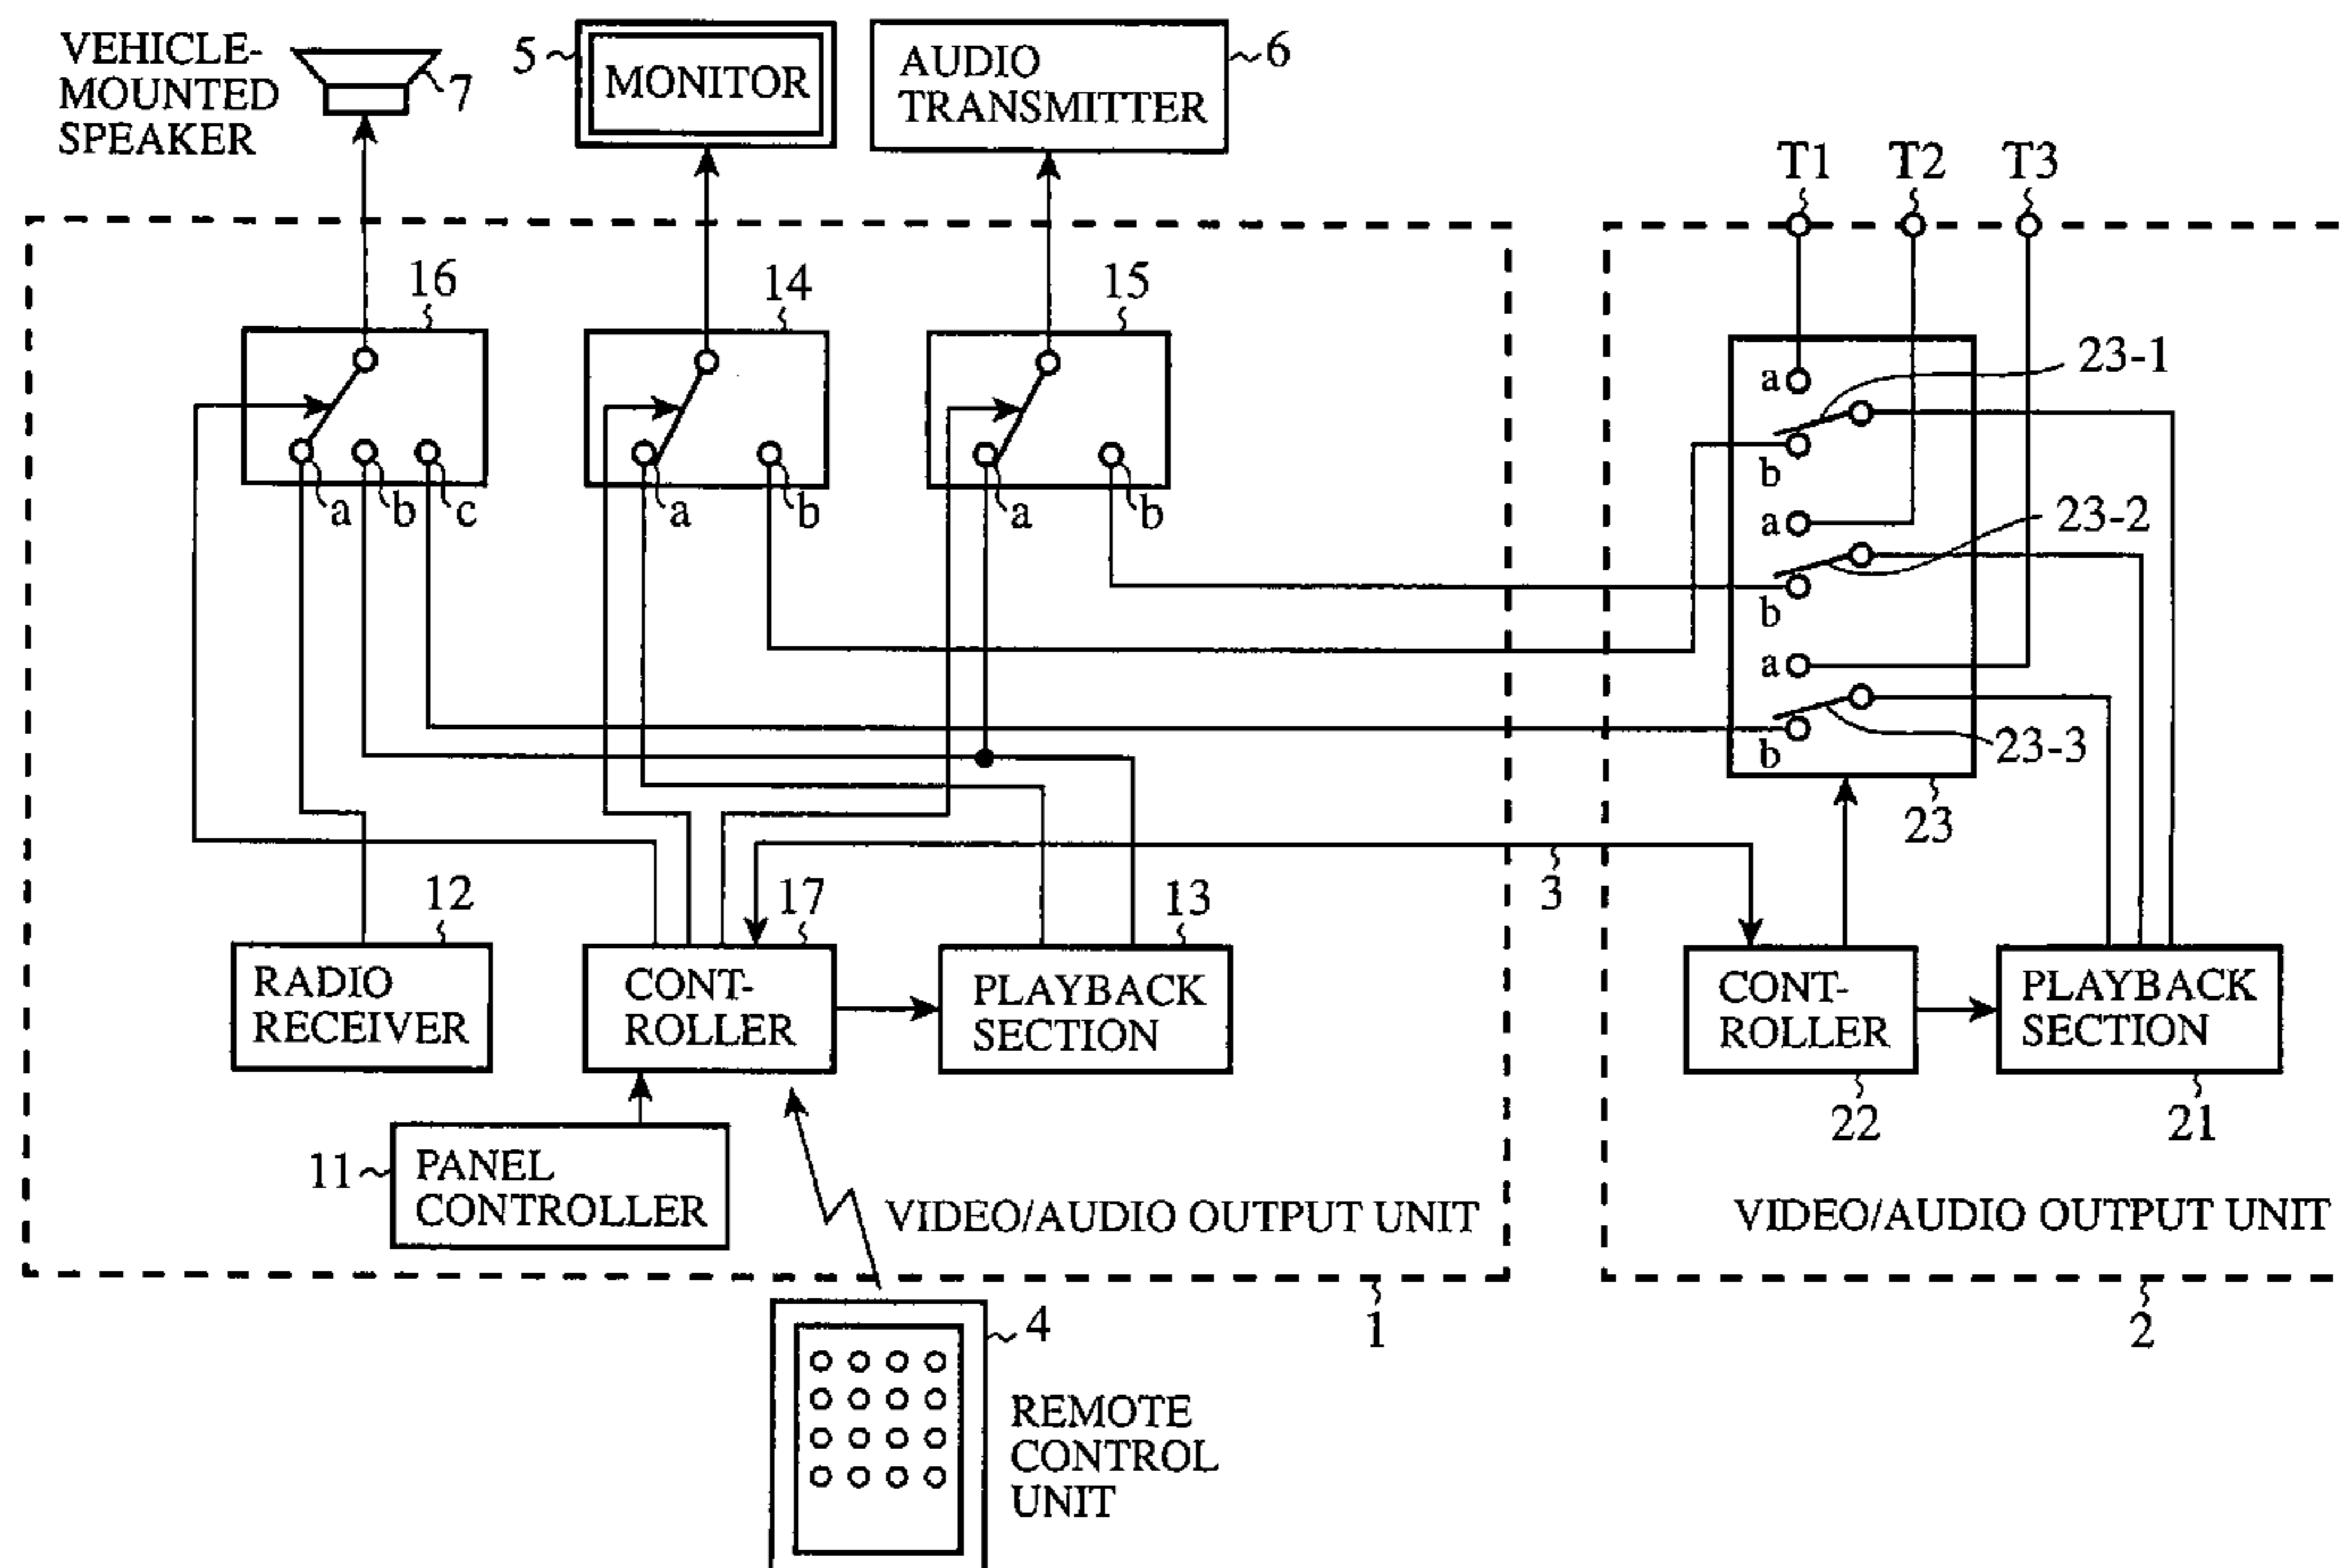 VEHICLE-
MOUNTED
SPEAKER
7
5
MONITOR
AUDIO
TRANSMITTER
6
T1 T2 T3
16
14
15
a b c
a b
a b
a
23-1
b
a
23-2
b
a
b
23-3
23
3
12
RADIO
RECEIVER
17
CONT-
ROLLER
13
PLAYBACK
SECTION
CONT-
ROLLER
22
PLAYBACK
SECTION
21
11
PANEL
CONTROLLER
VIDEO/AUDIO OUTPUT UNIT
1
VIDEO/AUDIO OUTPUT UNIT
2
4
REMOTE
CONTROL
UNIT